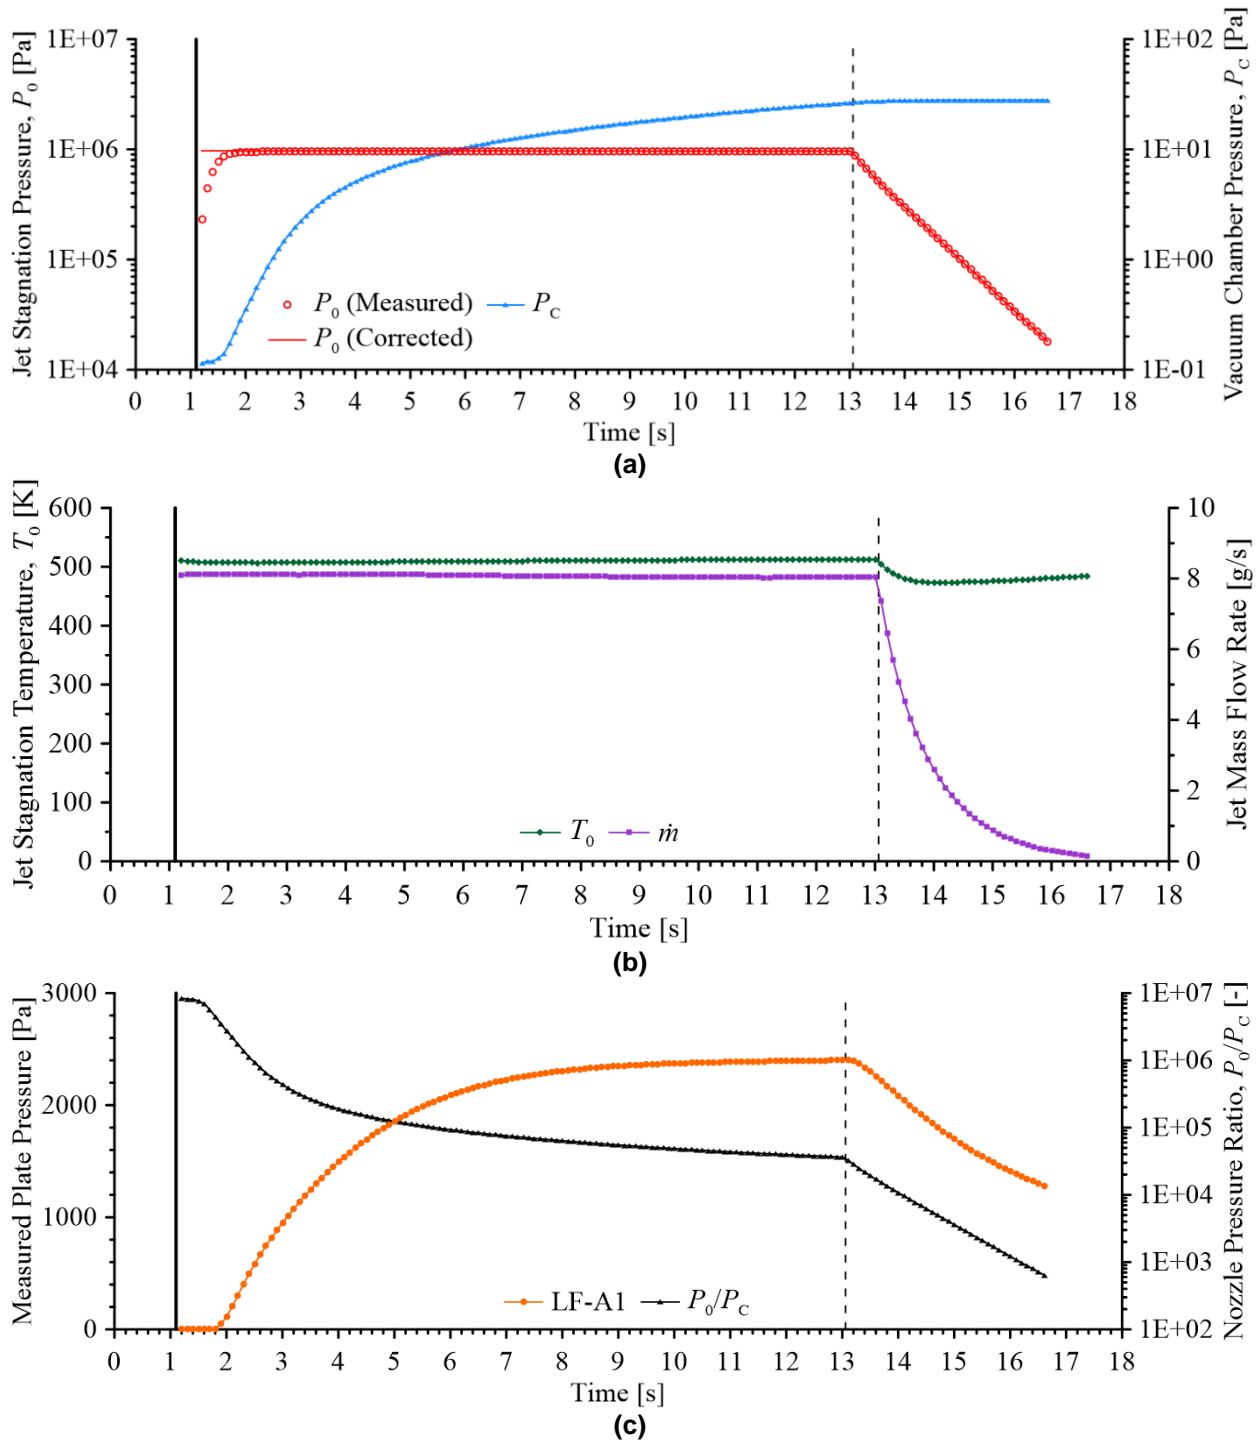 Jet Stagnation Pressure, P0 [Pa]
1E+07
1E+06
1E+05
1E+04
Vacuum Chamber Pressure, PC [Pa]
1E+02
1E+01
1E+00
1E-01
P0 (Measured) PC
P0 (Corrected)
0 1 2 3 4 5 6 7 8 9 10 11 12 13 14 15 16 17 18
Time [s]
(a)
Jet Stagnation Temperature, T0 [K]
600
500
400
300
200
100
0
Jet Mass Flow Rate [g/s]
10
8
6
4
2
0
T0 ṁ
0 1 2 3 4 5 6 7 8 9 10 11 12 13 14 15 16 17 18
Time [s]
(b)
Measured Plate Pressure [Pa]
3000
2000
1000
0
Nozzle Pressure Ratio, P0/PC [-]
1E+07
1E+06
1E+05
1E+04
1E+03
1E+02
LF-A1 P0/PC
0 1 2 3 4 5 6 7 8 9 10 11 12 13 14 15 16 17 18
Time [s]
(c)